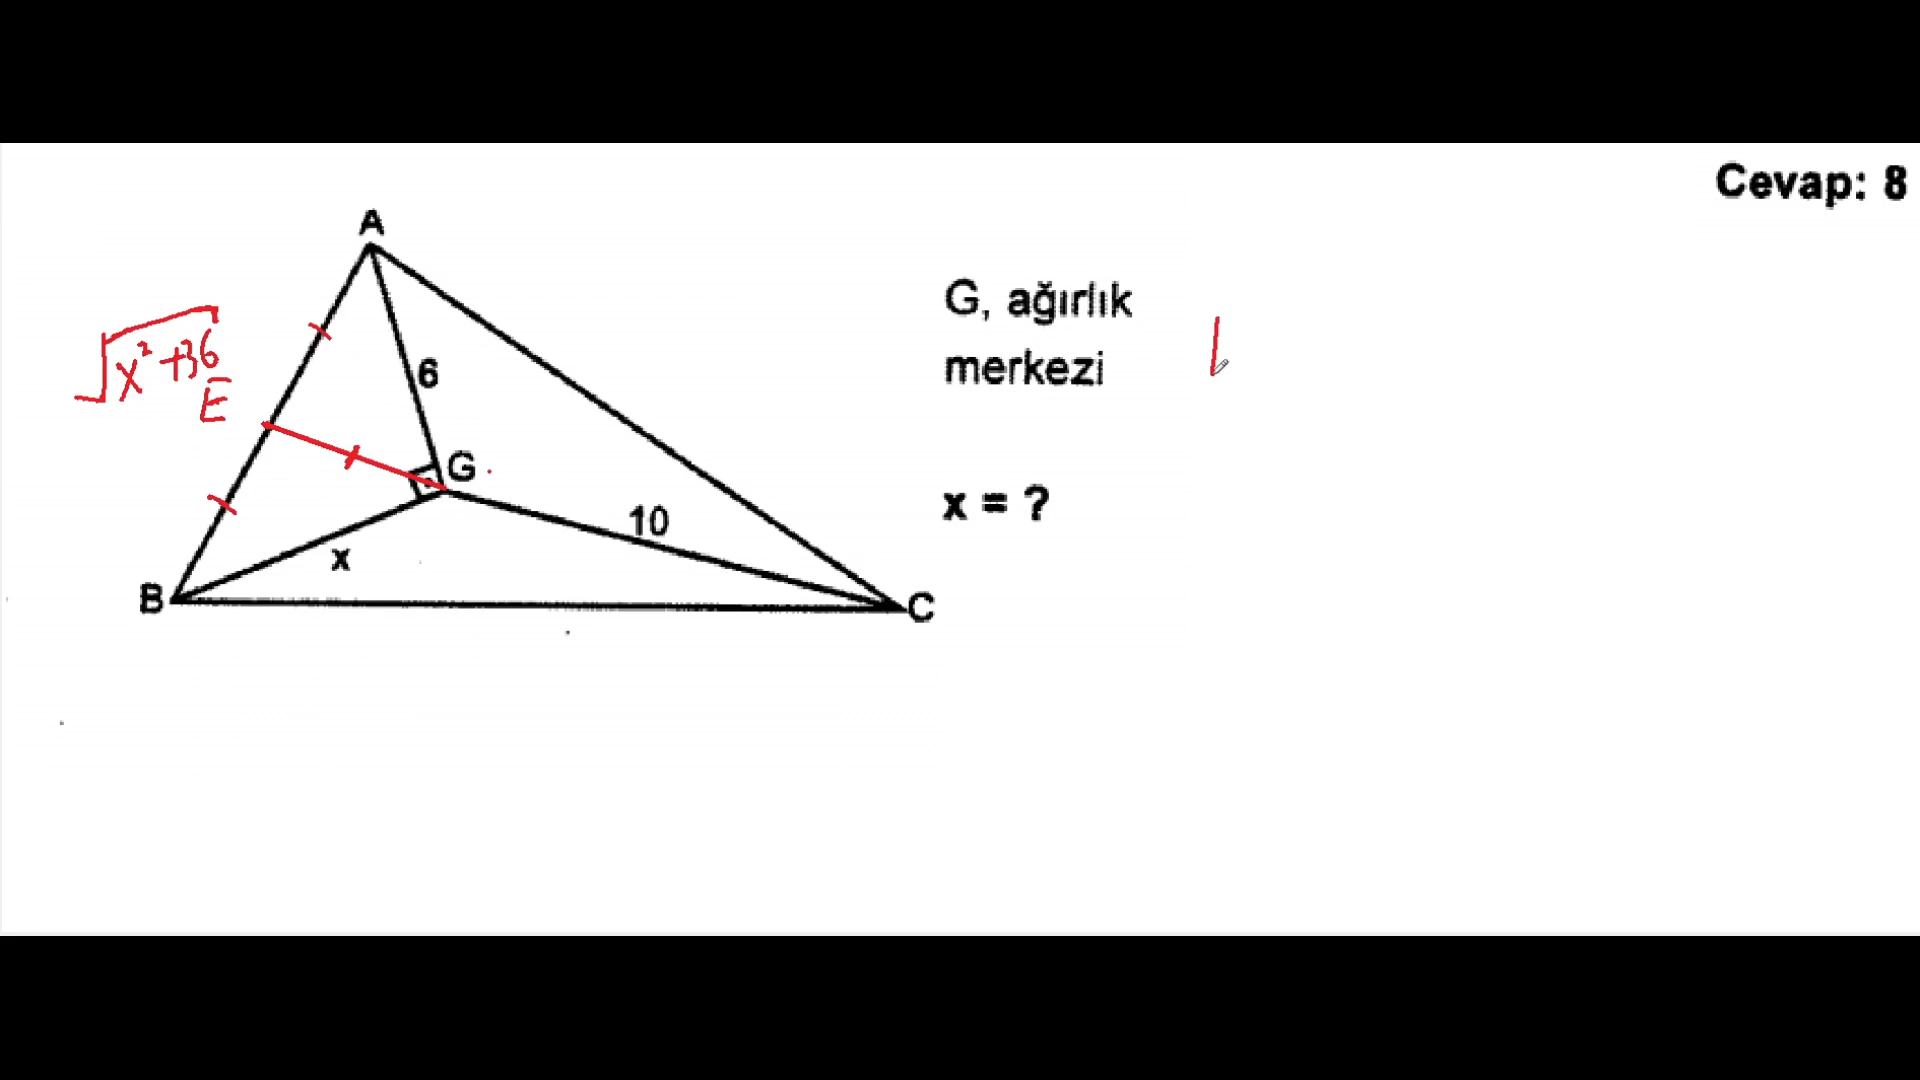 Cevap: 8
A
G, ağırlık
√x²+36
merkezi
6
E
G
x = ?
10
x
B
C